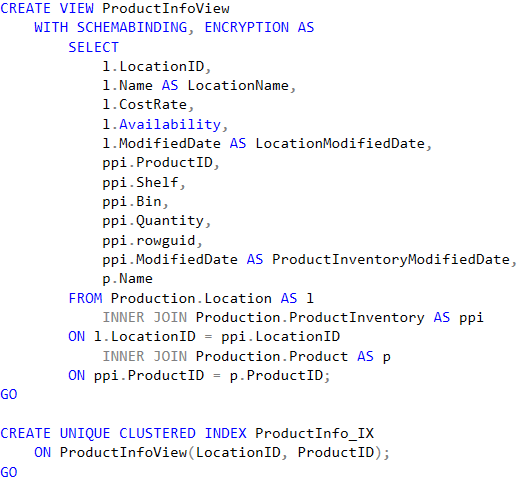 CREATE VIEW ProductInfoView
    WITH SCHEMABINDING, ENCRYPTION AS
        SELECT
            l.LocationID,
            l.Name AS LocationName,
            l.CostRate,
            l.Availability,
            l.ModifiedDate AS LocationModifiedDate,
            ppi.ProductID,
            ppi.Shelf,
            ppi.Bin,
            ppi.Quantity,
            ppi.rowguid,
            ppi.ModifiedDate AS ProductInventoryModifiedDate,
            p.Name
        FROM Production.Location AS l
            INNER JOIN Production.ProductInventory AS ppi
        ON l.LocationID = ppi.LocationID
            INNER JOIN Production.Product AS p
        ON ppi.ProductID = p.ProductID;
GO
CREATE UNIQUE CLUSTERED INDEX ProductInfo_IX
    ON ProductInfoView(LocationID, ProductID);
GO